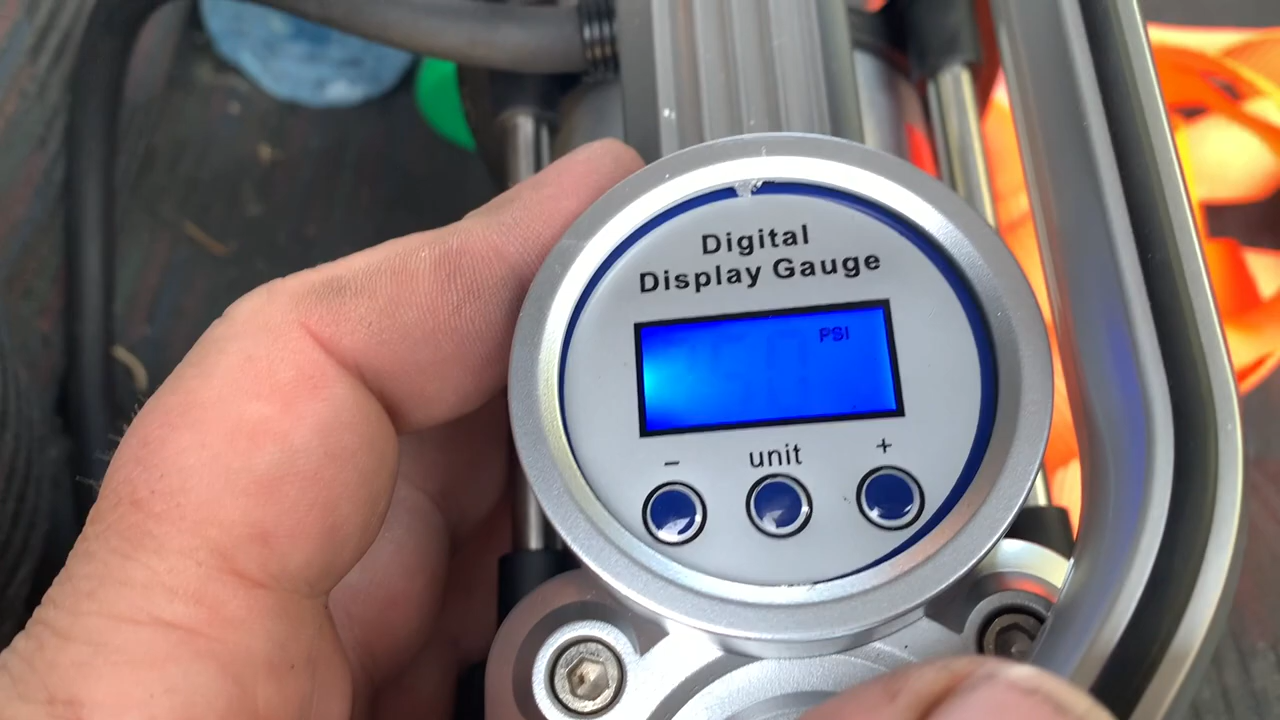 Digital
Display Gauge
PSI
- unit +